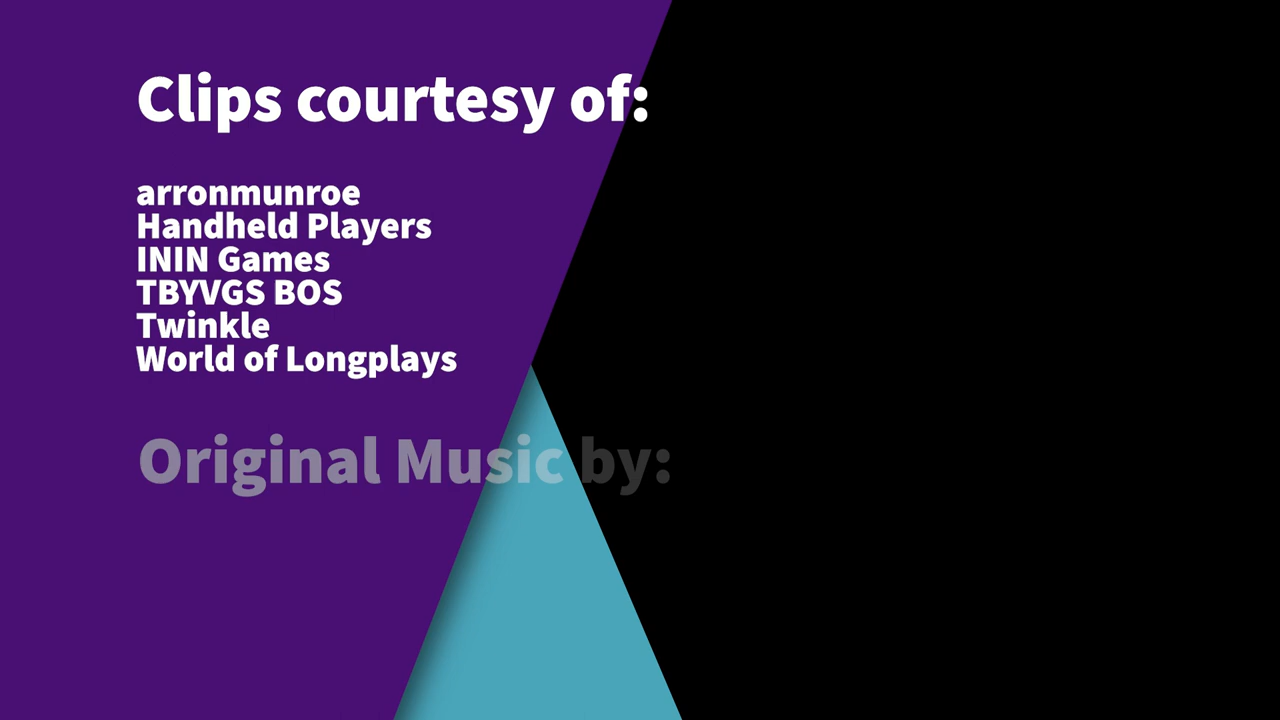 Clips courtesy of:
arronmunroe
Handheld Players
ININ Games
TBYVGS BOS
Twinkle
World of Longplays
Original Music by: